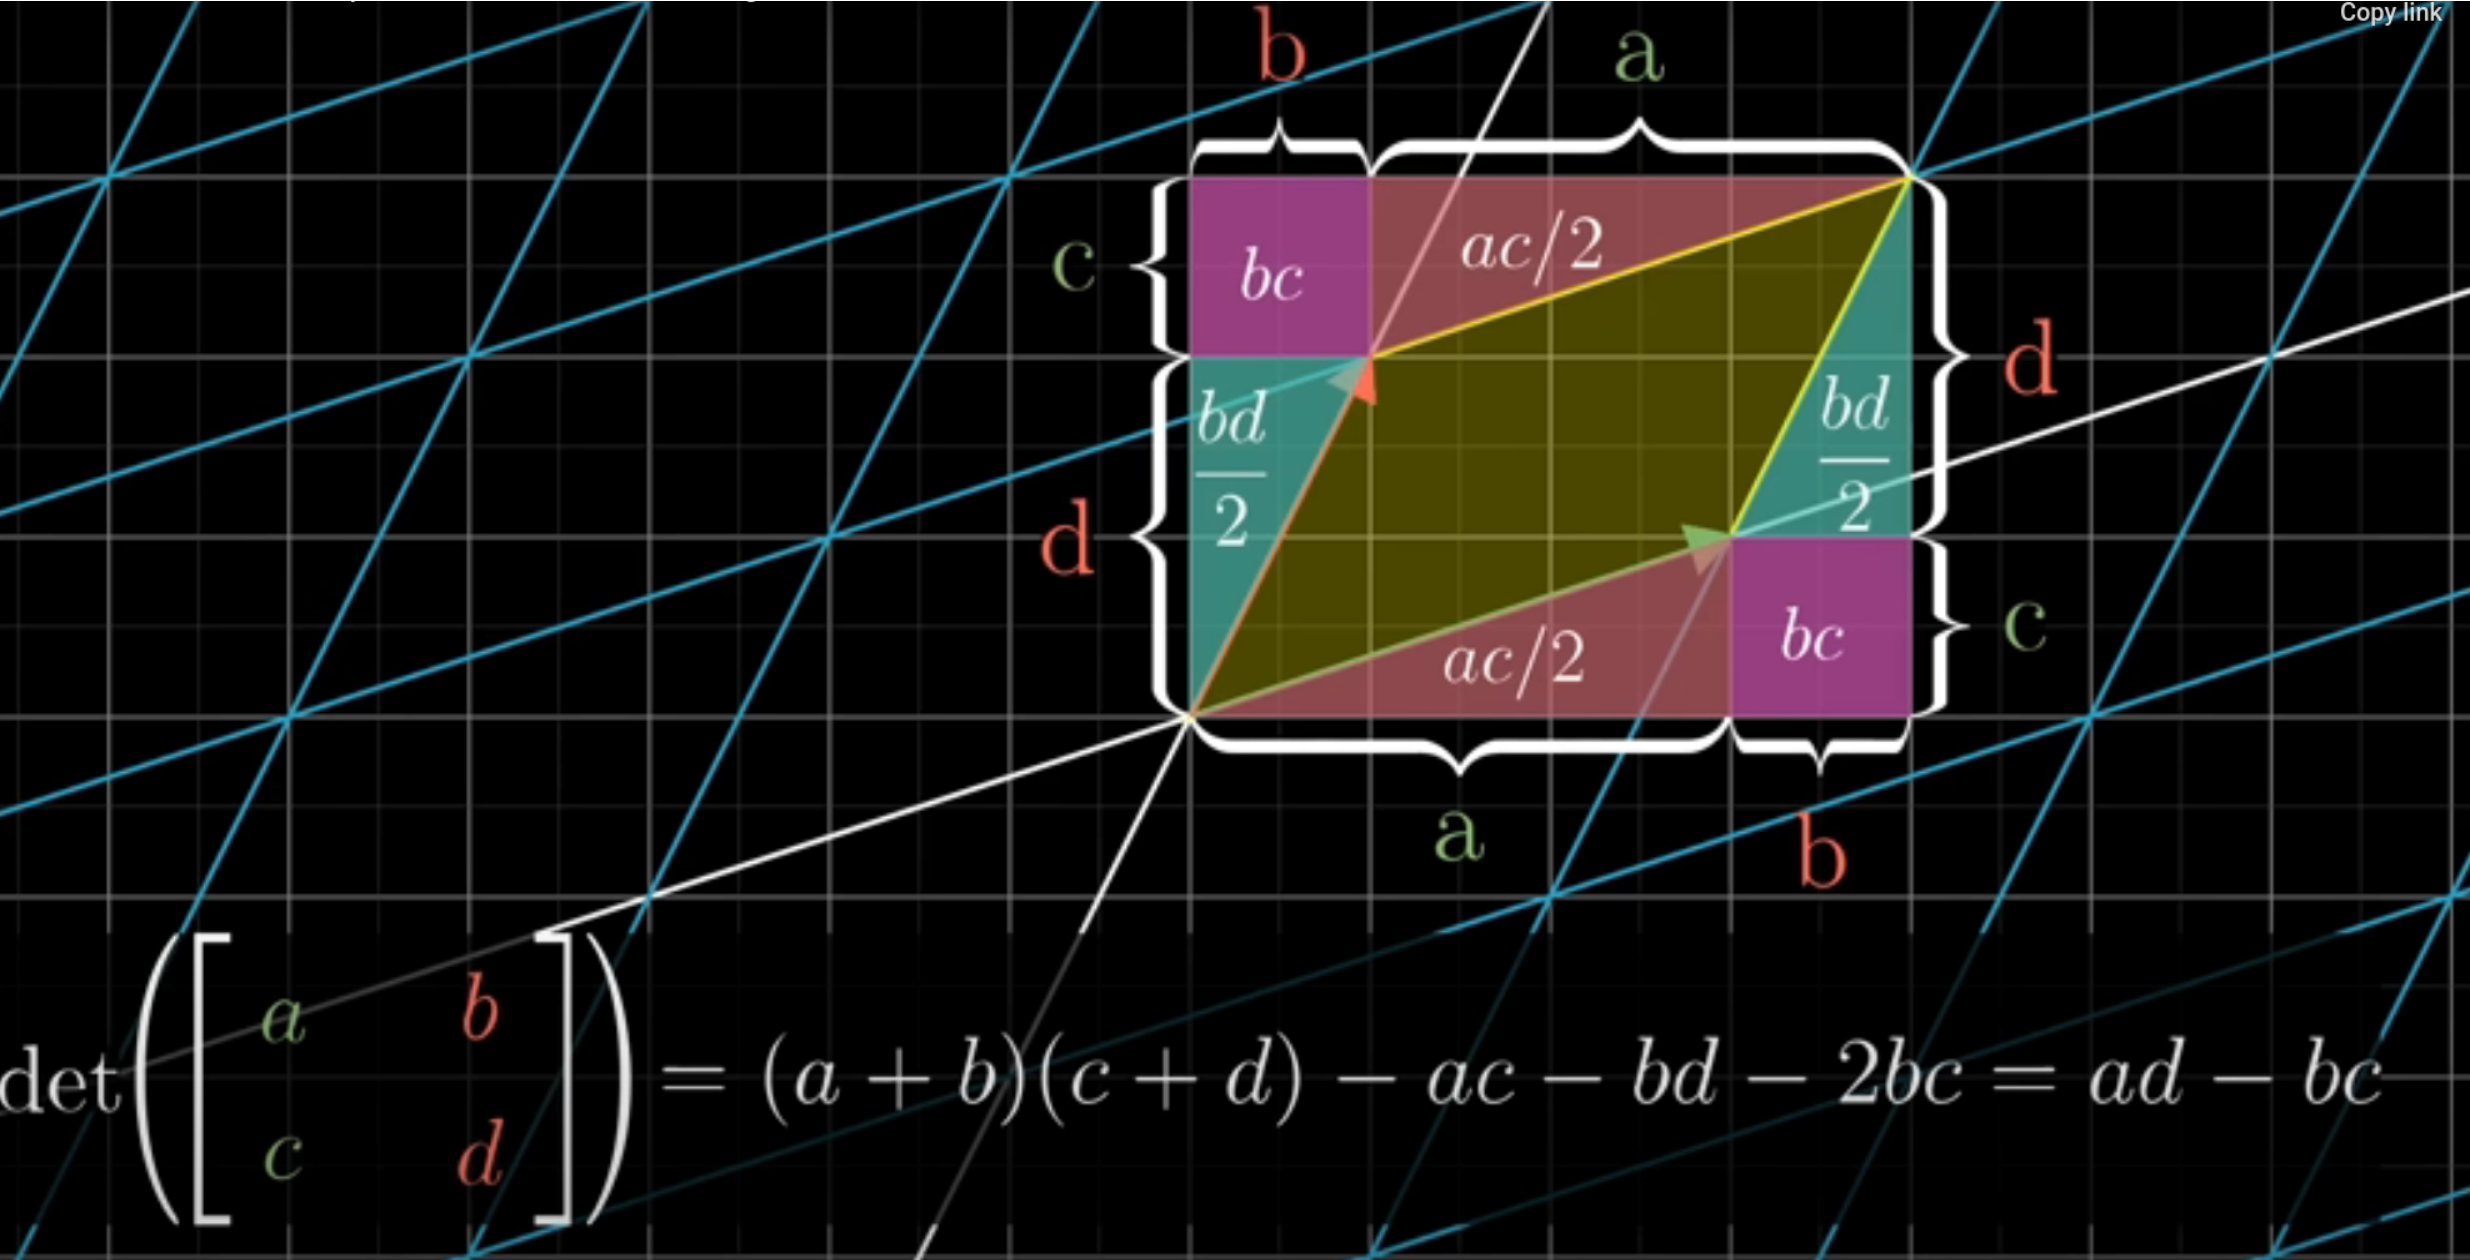 Copy link
b a
c bc ac/2 d
bd/2 bd/2
d ac/2 bc c
a b
det([a b
c d]) = (a + b)(c + d) − ac − bd − 2bc = ad − bc